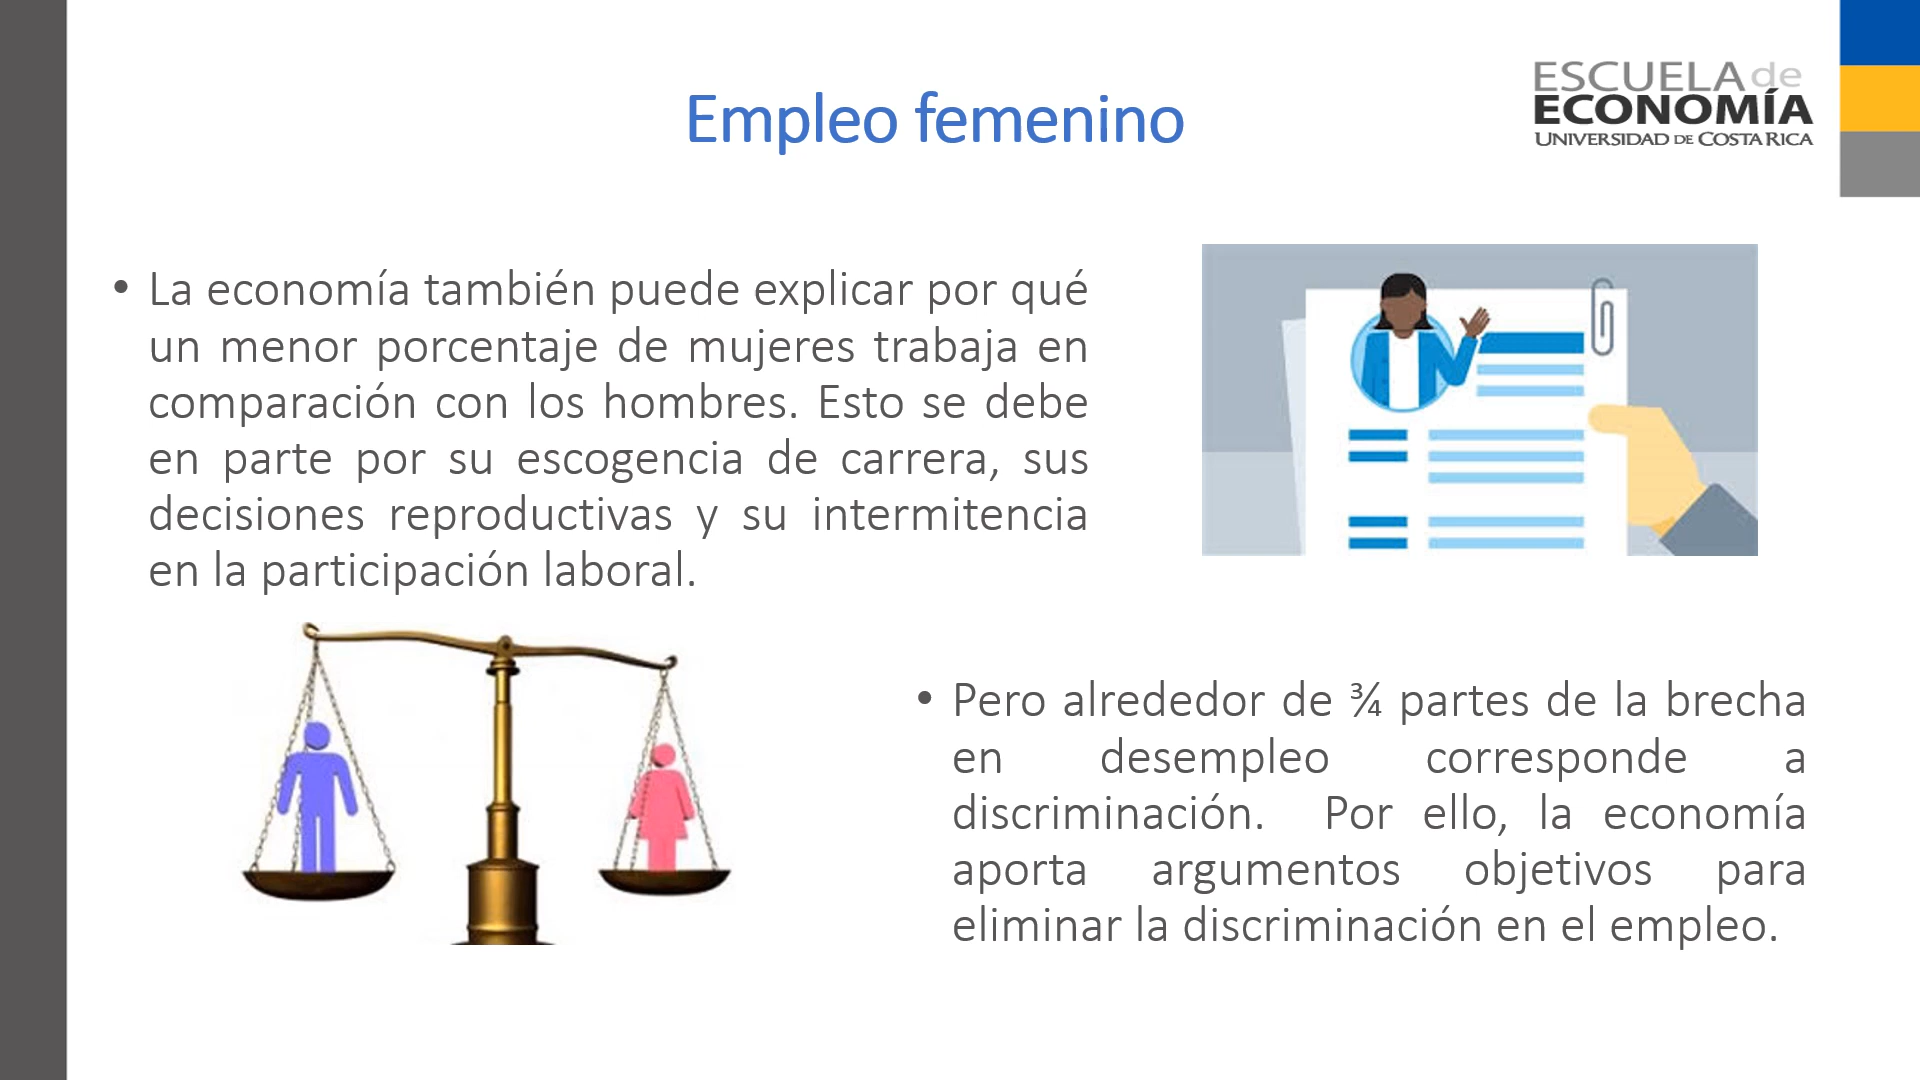 Empleo femenino
ESCUELA de
ECONOMÍA
UNIVERSIDAD DE COSTA RICA
• La economía también puede explicar por qué
un menor porcentaje de mujeres trabaja en
comparación con los hombres. Esto se debe
en parte por su escogencia de carrera, sus
decisiones reproductivas y su intermitencia
en la participación laboral.
• Pero alrededor de ¾ partes de la brecha
en desempleo corresponde a
discriminación. Por ello, la economía
aporta argumentos objetivos para
eliminar la discriminación en el empleo.